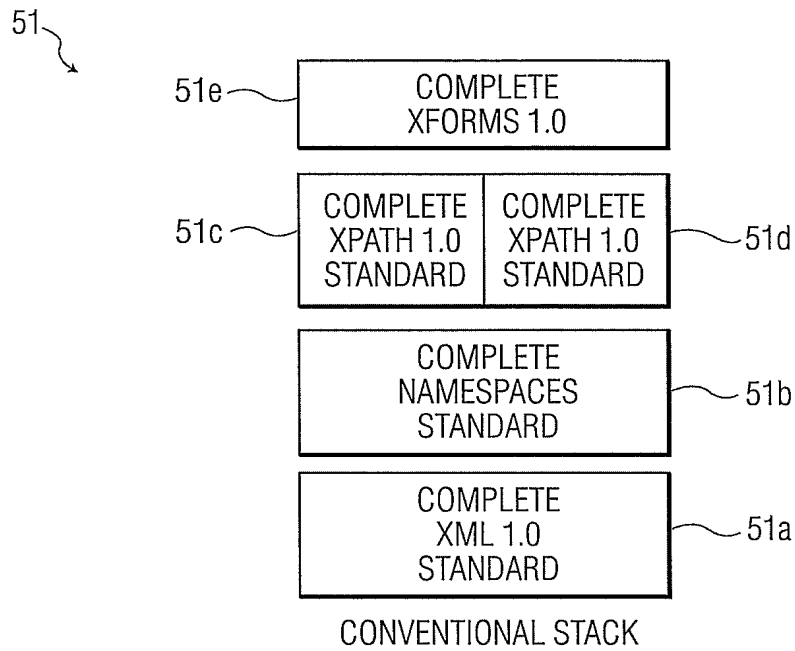 51
51e
COMPLETE
XFORMS 1.0
51c
COMPLETE
XPATH 1.0
STANDARD
COMPLETE
XPATH 1.0
STANDARD
51d
COMPLETE
NAMESPACES
STANDARD
51b
COMPLETE
XML 1.0
STANDARD
51a
CONVENTIONAL STACK